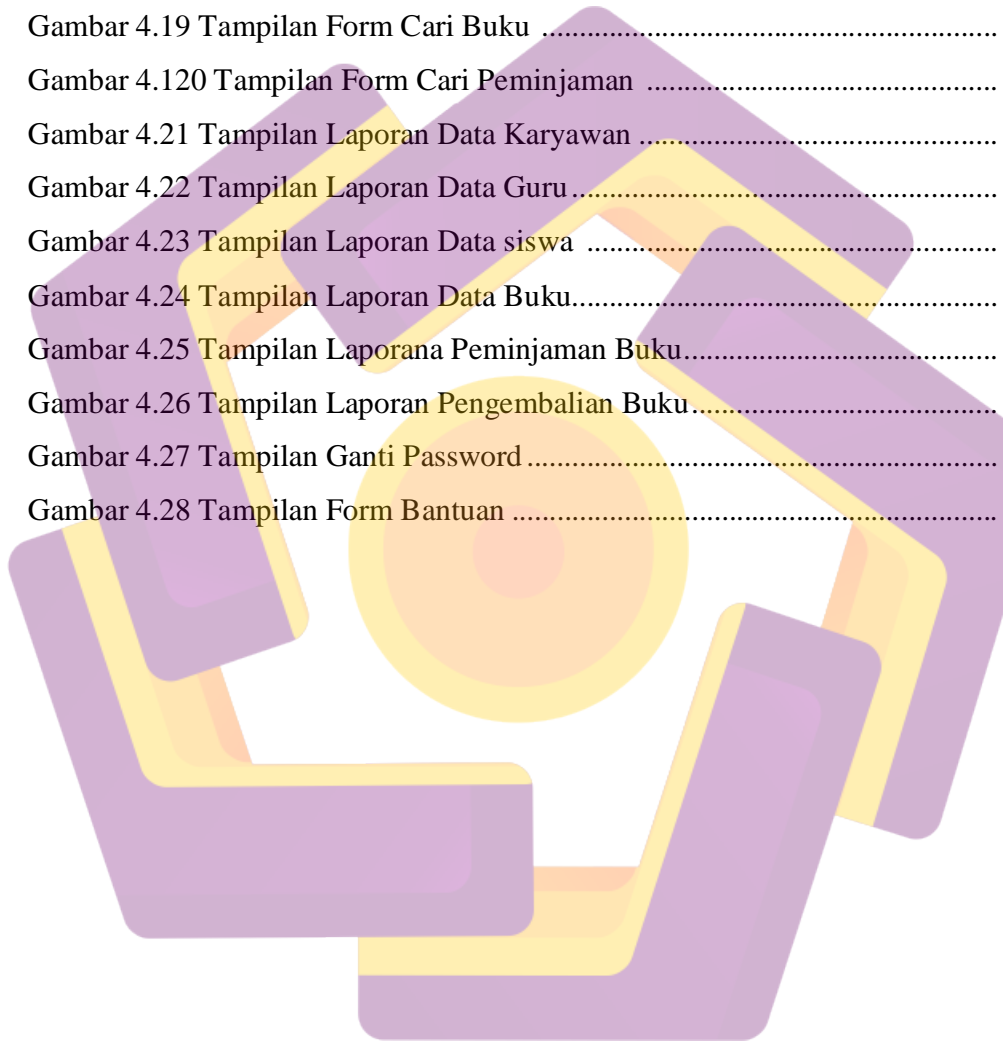 Gambar 4.19 Tampilan Form Cari Buku ................................................................
Gambar 4.120 Tampilan Form Cari Peminjaman ................................................
Gambar 4.21 Tampilan Laporan Data Karyawan .................................................
Gambar 4.22 Tampilan Laporan Data Guru ..........................................................
Gambar 4.23 Tampilan Laporan Data siswa ........................................................
Gambar 4.24 Tampilan Laporan Data Buku..........................................................
Gambar 4.25 Tampilan Laporana Peminjaman Buku...........................................
Gambar 4.26 Tampilan Laporan Pengembalian Buku..........................................
Gambar 4.27 Tampilan Ganti Password ................................................................
Gambar 4.28 Tampilan Form Bantuan ..................................................................